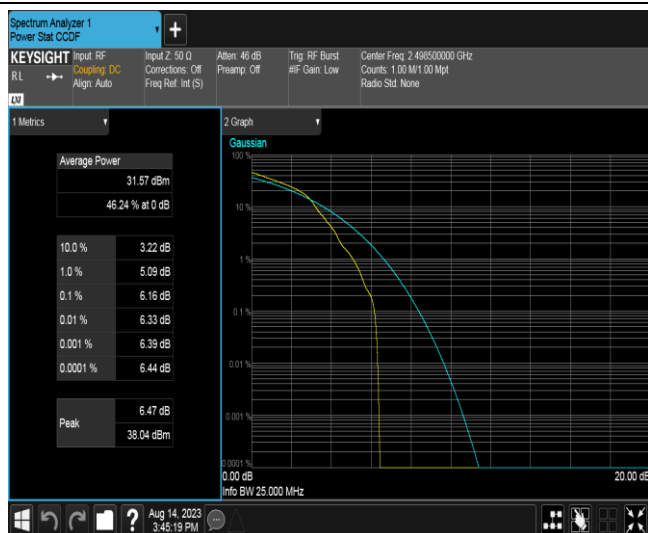 Spectrum Analyzer 1
Power Stat CCDF
KEYSIGHT
RL
LXI
Input: RF
Coupling: DC
Align: Auto
Input Z: 50 Ω
Corrections: Off
Freq Ref: Int (S)
Atten: 46 dB
Preamp: Off
Trig: RF Burst
#IF Gain: Low
Center Freq: 2.498500000 GHz
Counts: 1.00 M/1.00 Mpt
Radio Std: None
1 Metrics
Average Power
31.57 dBm
46.24 % at 0 dB
10.0 % 3.22 dB
1.0 % 5.09 dB
0.1 % 6.16 dB
0.01 % 6.33 dB
0.001 % 6.39 dB
0.0001 % 6.44 dB
Peak
6.47 dB
38.04 dBm
2 Graph
Gaussian
100 %
10 %
1 %
0.1 %
0.01 %
0.001 %
0.0001 %
0.00 dB 20.00 dB
Info BW 25.000 MHz
?
Aug 14, 2023
3:45:19 PM